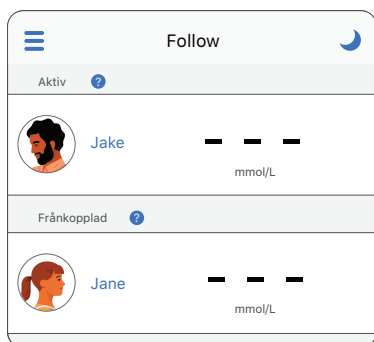 Follow
Aktiv ?
Jake
– – –
mmol/L
Frånkopplad ?
Jane
– – –
mmol/L